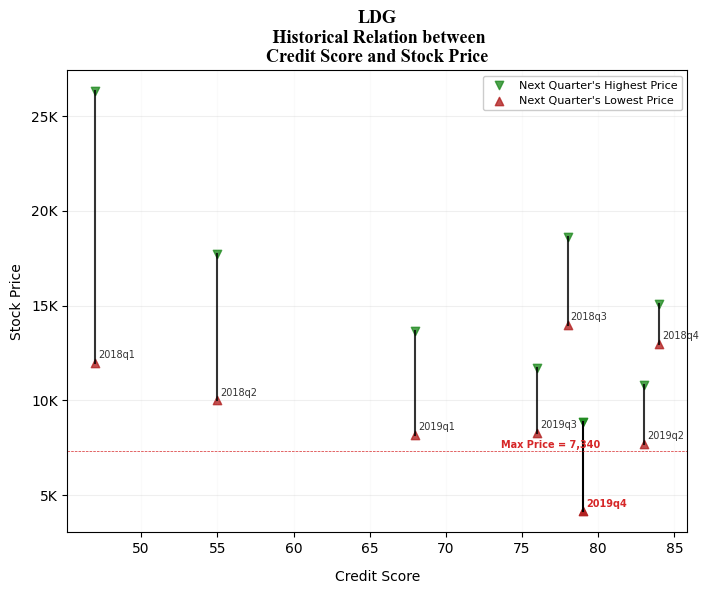 LDG
Historical Relation between
Credit Score and Stock Price
Next Quarter's Highest Price
Next Quarter's Lowest Price
25K
20K
15K
10K
5K
Stock Price
2018q1
2018q2
2019q1
2018q3
2018q4
2019q3
2019q2
Max Price = 7,340
2019q4
50
55
60
65
70
75
80
85
Credit Score